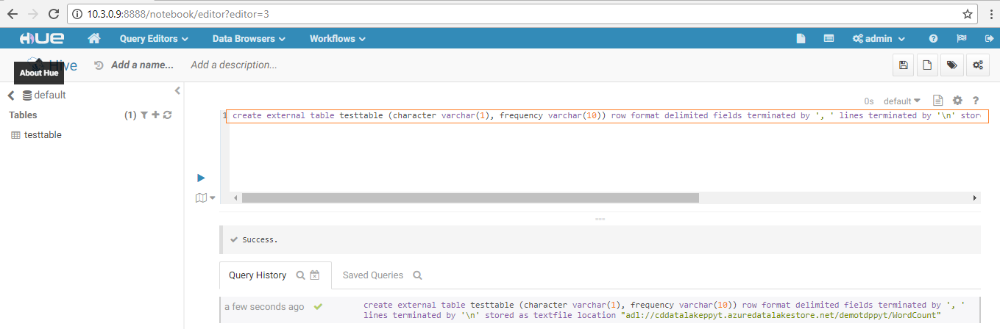 10.3.0.9:8888/notebook/editor?editor=3
HUE Query Editors Data Browsers Workflows admin
Hive Add a name... Add a description...
About Hue
default
Tables (1)
testtable
0s default
1 create external table testtable (character varchar(1), frequency varchar(10)) row format delimited fields terminated by ', ' lines terminated by '\n' stor
Success.
Query History Saved Queries
a few seconds ago create external table testtable (character varchar(1), frequency varchar(10)) row format delimited fields terminated by ', '
lines terminated by '\n' stored as textfile location "adl://cddatalakeppyt.azuredatalakestore.net/demotdppyt/WordCount"